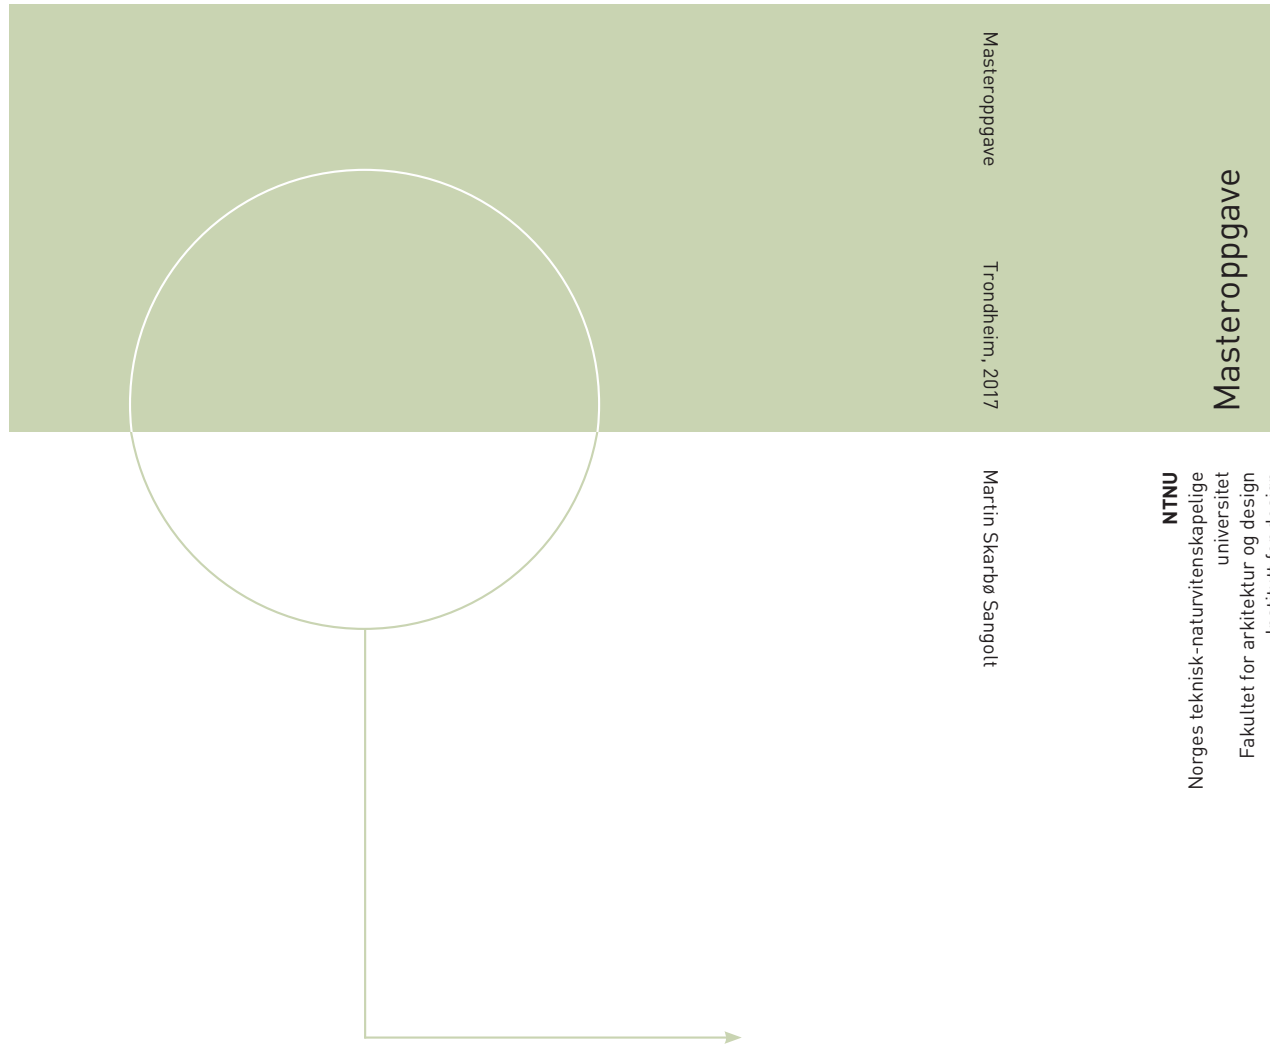 Masteroppgave
Trondheim, 2017
Martin Skarbø Sangolt
Masteroppgave
NTNU
Norges teknisk-naturvitenskapelige
universitet
Fakultet for arkitektur og design